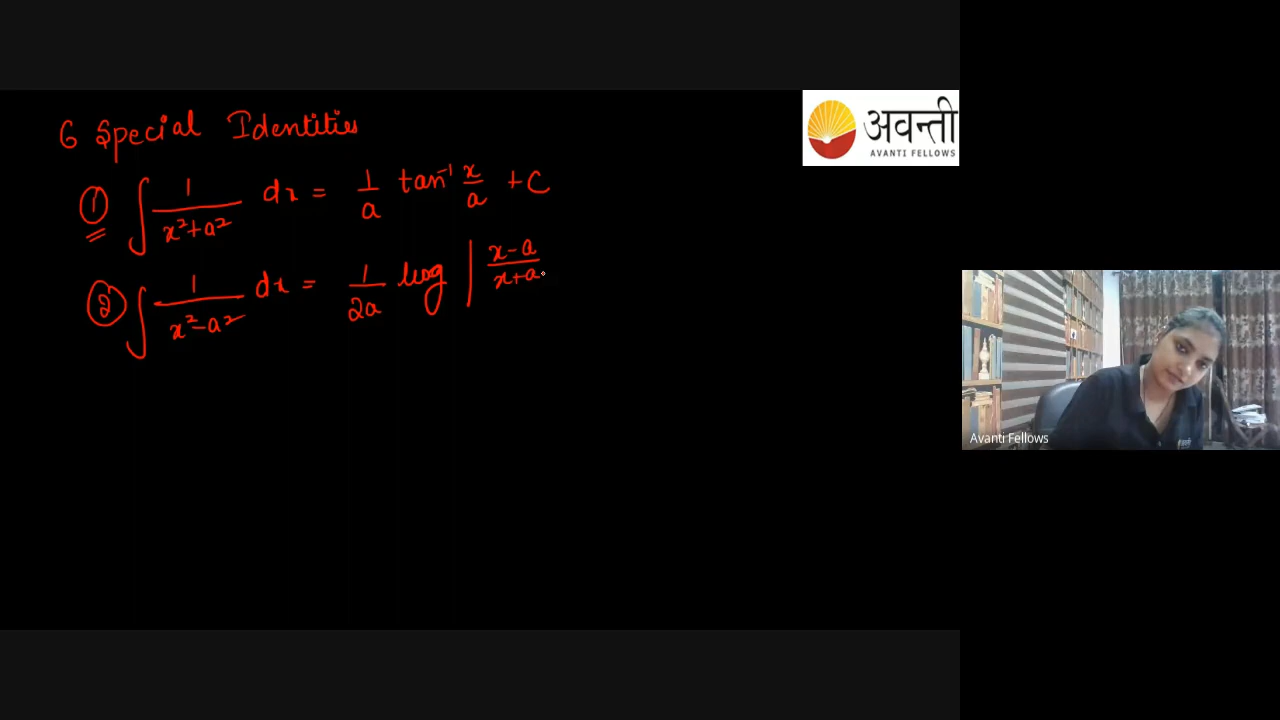 6 Special Identities
① ∫ 1/(x²+a²) dx = 1/a tan⁻¹ x/a + C
② ∫ 1/(x²-a²) dx = 1/2a log | (x-a)/(x+a)
अवन्ती
AVANTI FELLOWS
Avanti Fellows